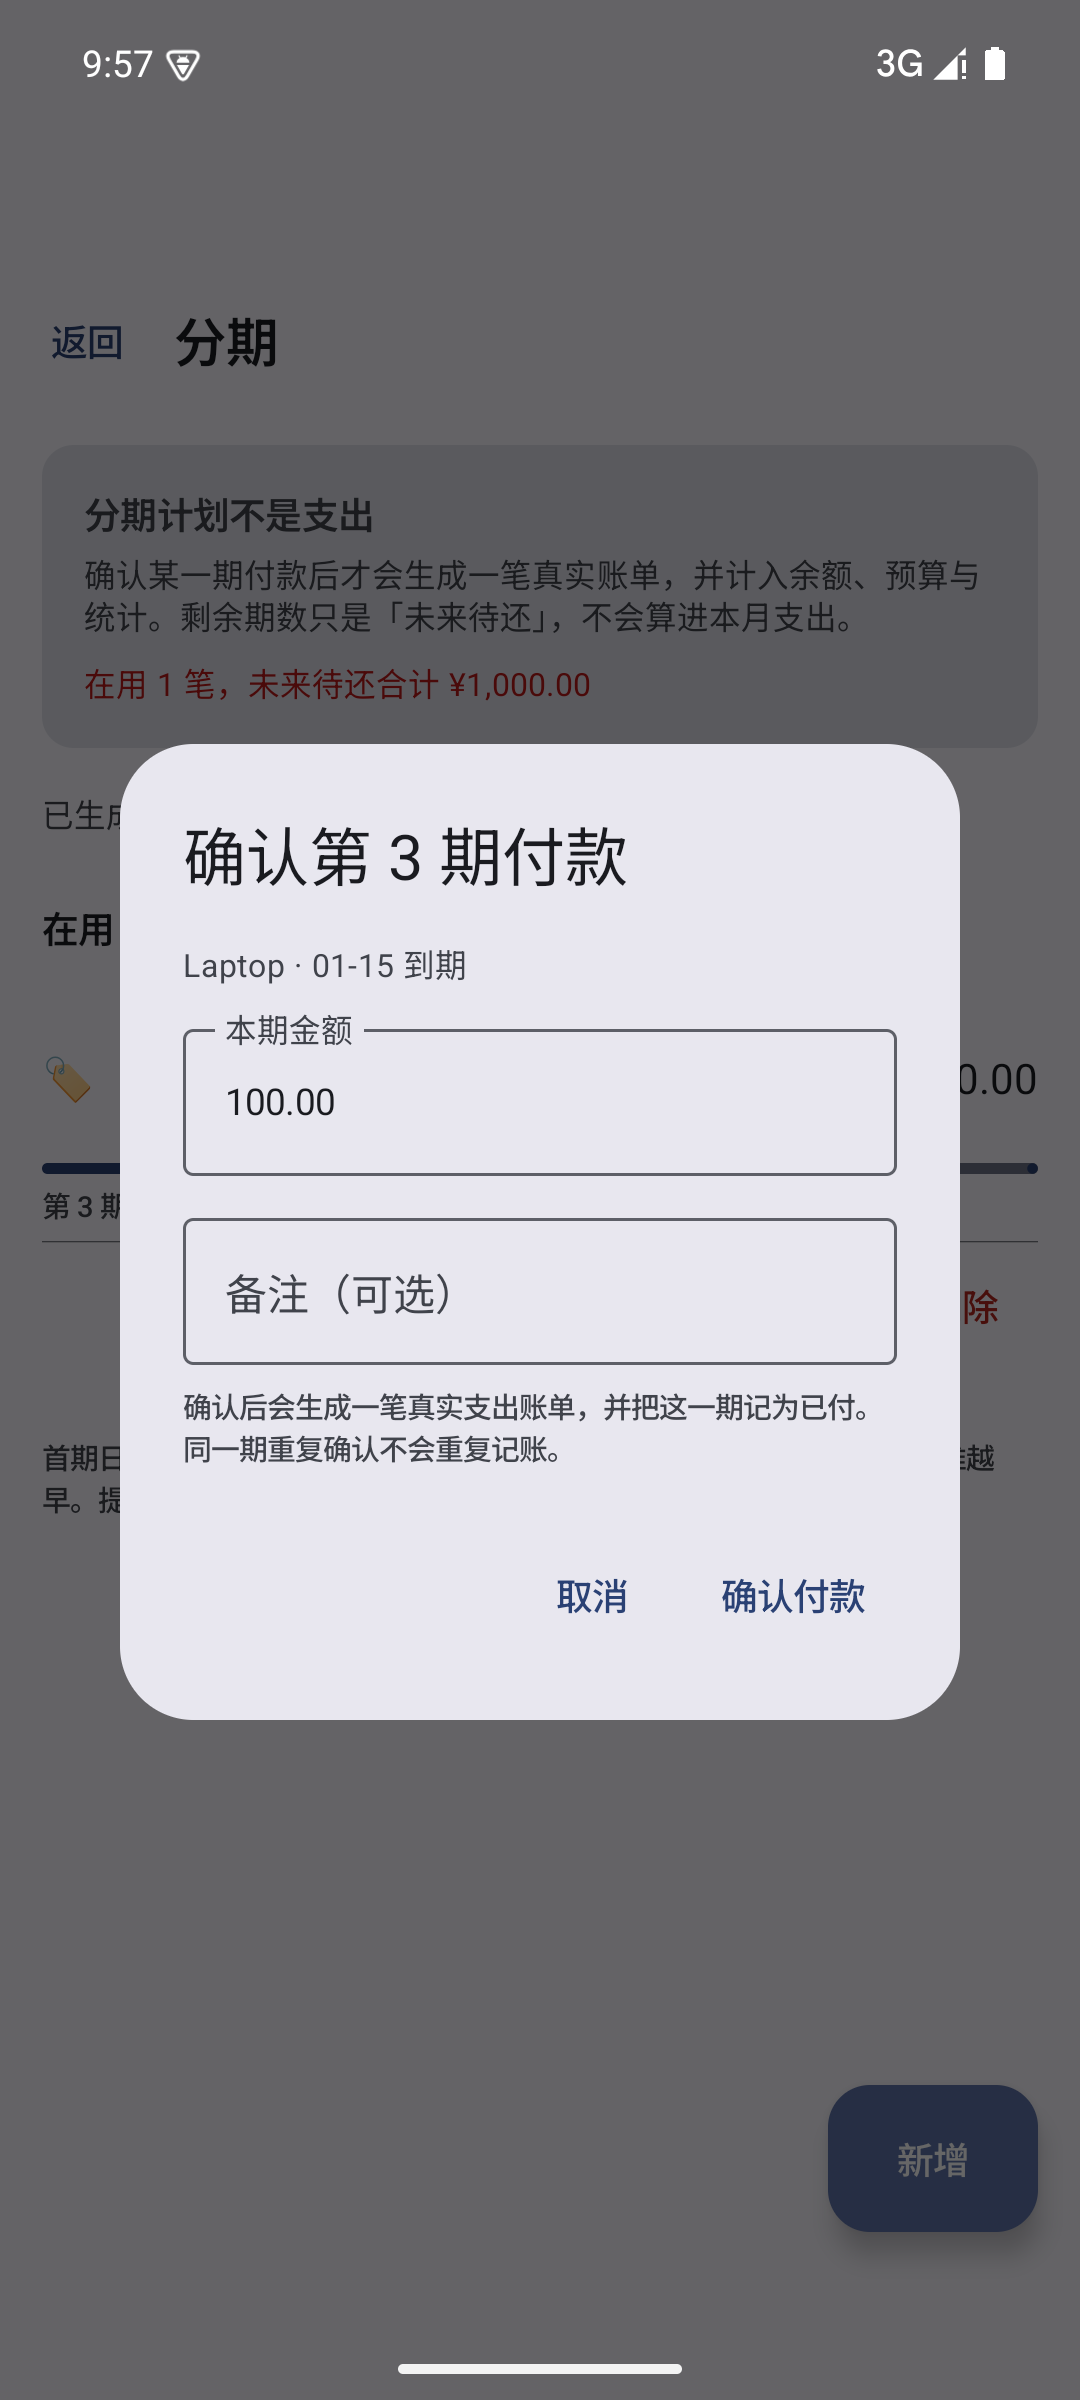 9:57
3G
返回
分期
分期计划不是支出
确认某一期付款后才会生成一笔真实账单，并计入余额、预算与
统计。剩余期数只是「未来待还」，不会算进本月支出。
在用 1 笔，未来待还合计 ¥1,000.00
已生成
在用
确认第 3 期付款
Laptop · 01-15 到期
本期金额
0.00
100.00
第 3 期
备注（可选）
除
确认后会生成一笔真实支出账单，并把这一期记为已付。
同一期重复确认不会重复记账。
首期日
越
早。提
取消
确认付款
新增